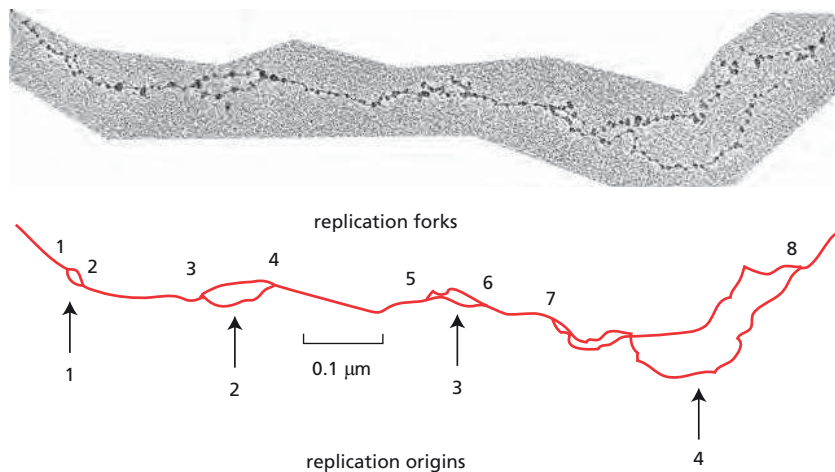 replication forks
1 2 3 4 5 6 7 8
0.1 μm
1 2 3 4
replication origins